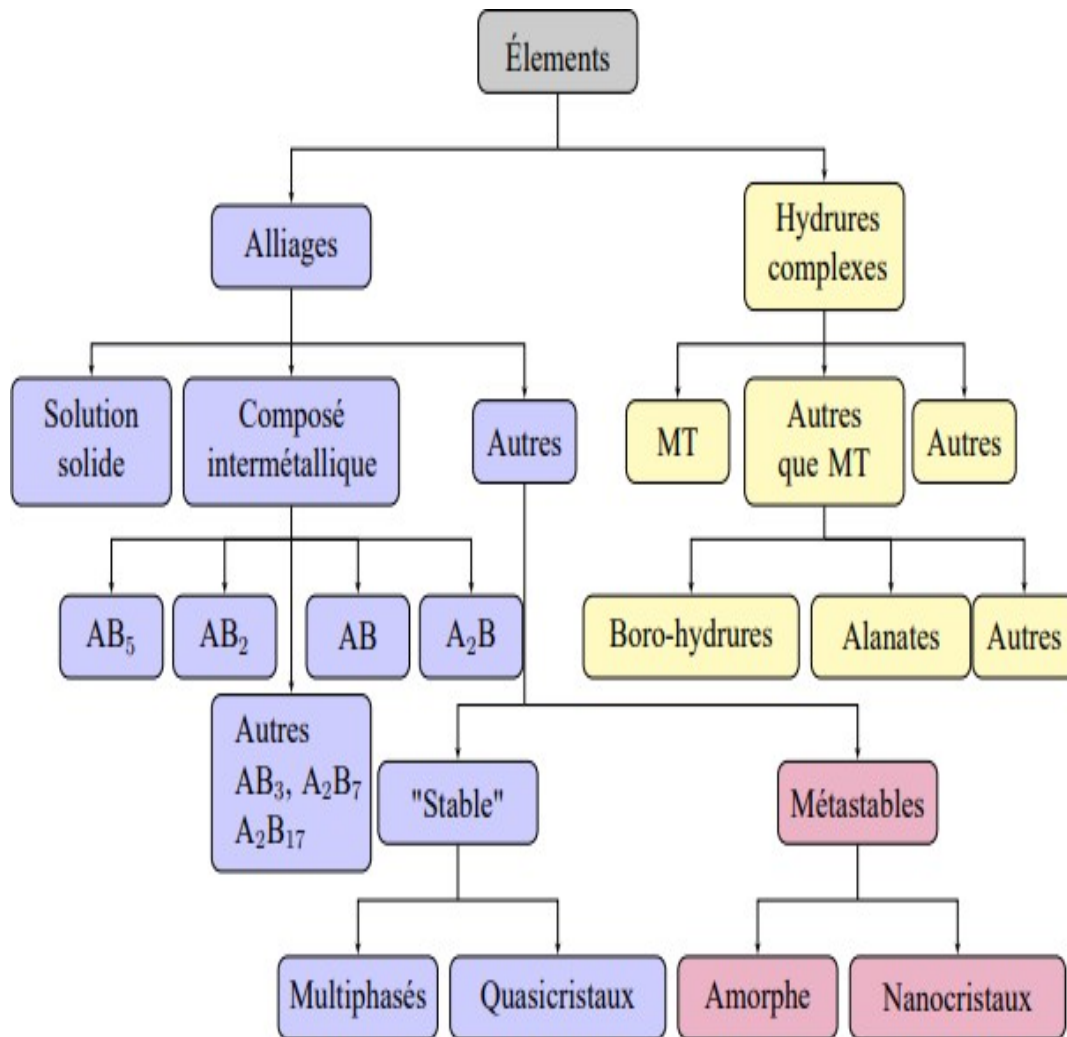 Élements
Alliages
Hydrures
complexes
Solution
solide
Composé
intermétallique
Autres
MT
Autres
que MT
Autres
AB₅
AB₂
AB
A₂B
Boro-hydrures
Alanates
Autres
Autres
AB₃, A₂B₇
A₂B₁₇
"Stable"
Métastables
Multiphasés
Quasicristaux
Amorphe
Nanocristaux